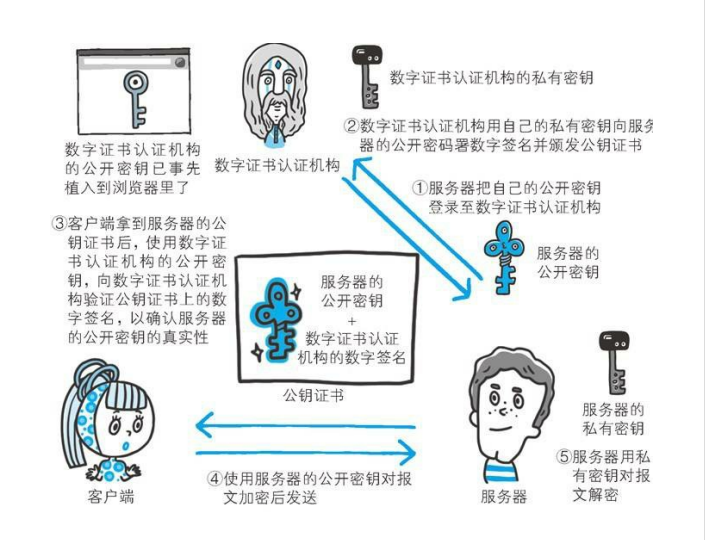 数字证书认证机构
的公开密钥已事先
植入到浏览器里了
数字证书认证机构
数字证书认证机构的私有密钥
②数字证书认证机构用自己的私有密钥向服务
器的公开密码署数字签名并颁发公钥证书
①服务器把自己的公开密钥
登录至数字证书认证机构
服务器的
公开密钥
③客户端拿到服务器的公
钥证书后，使用数字证
书认证机构的公开密
钥，向数字证书认证机
构验证公钥证书上的数
字签名，以确认服务器
的公开密钥的真实性
服务器的
公开密钥
+
数字证书认证
机构的数字签名
公钥证书
服务器的
私有密钥
④使用服务器的公开密钥对报
文加密后发送
⑤服务器用私
有密钥对报
文解密
客户端
服务器